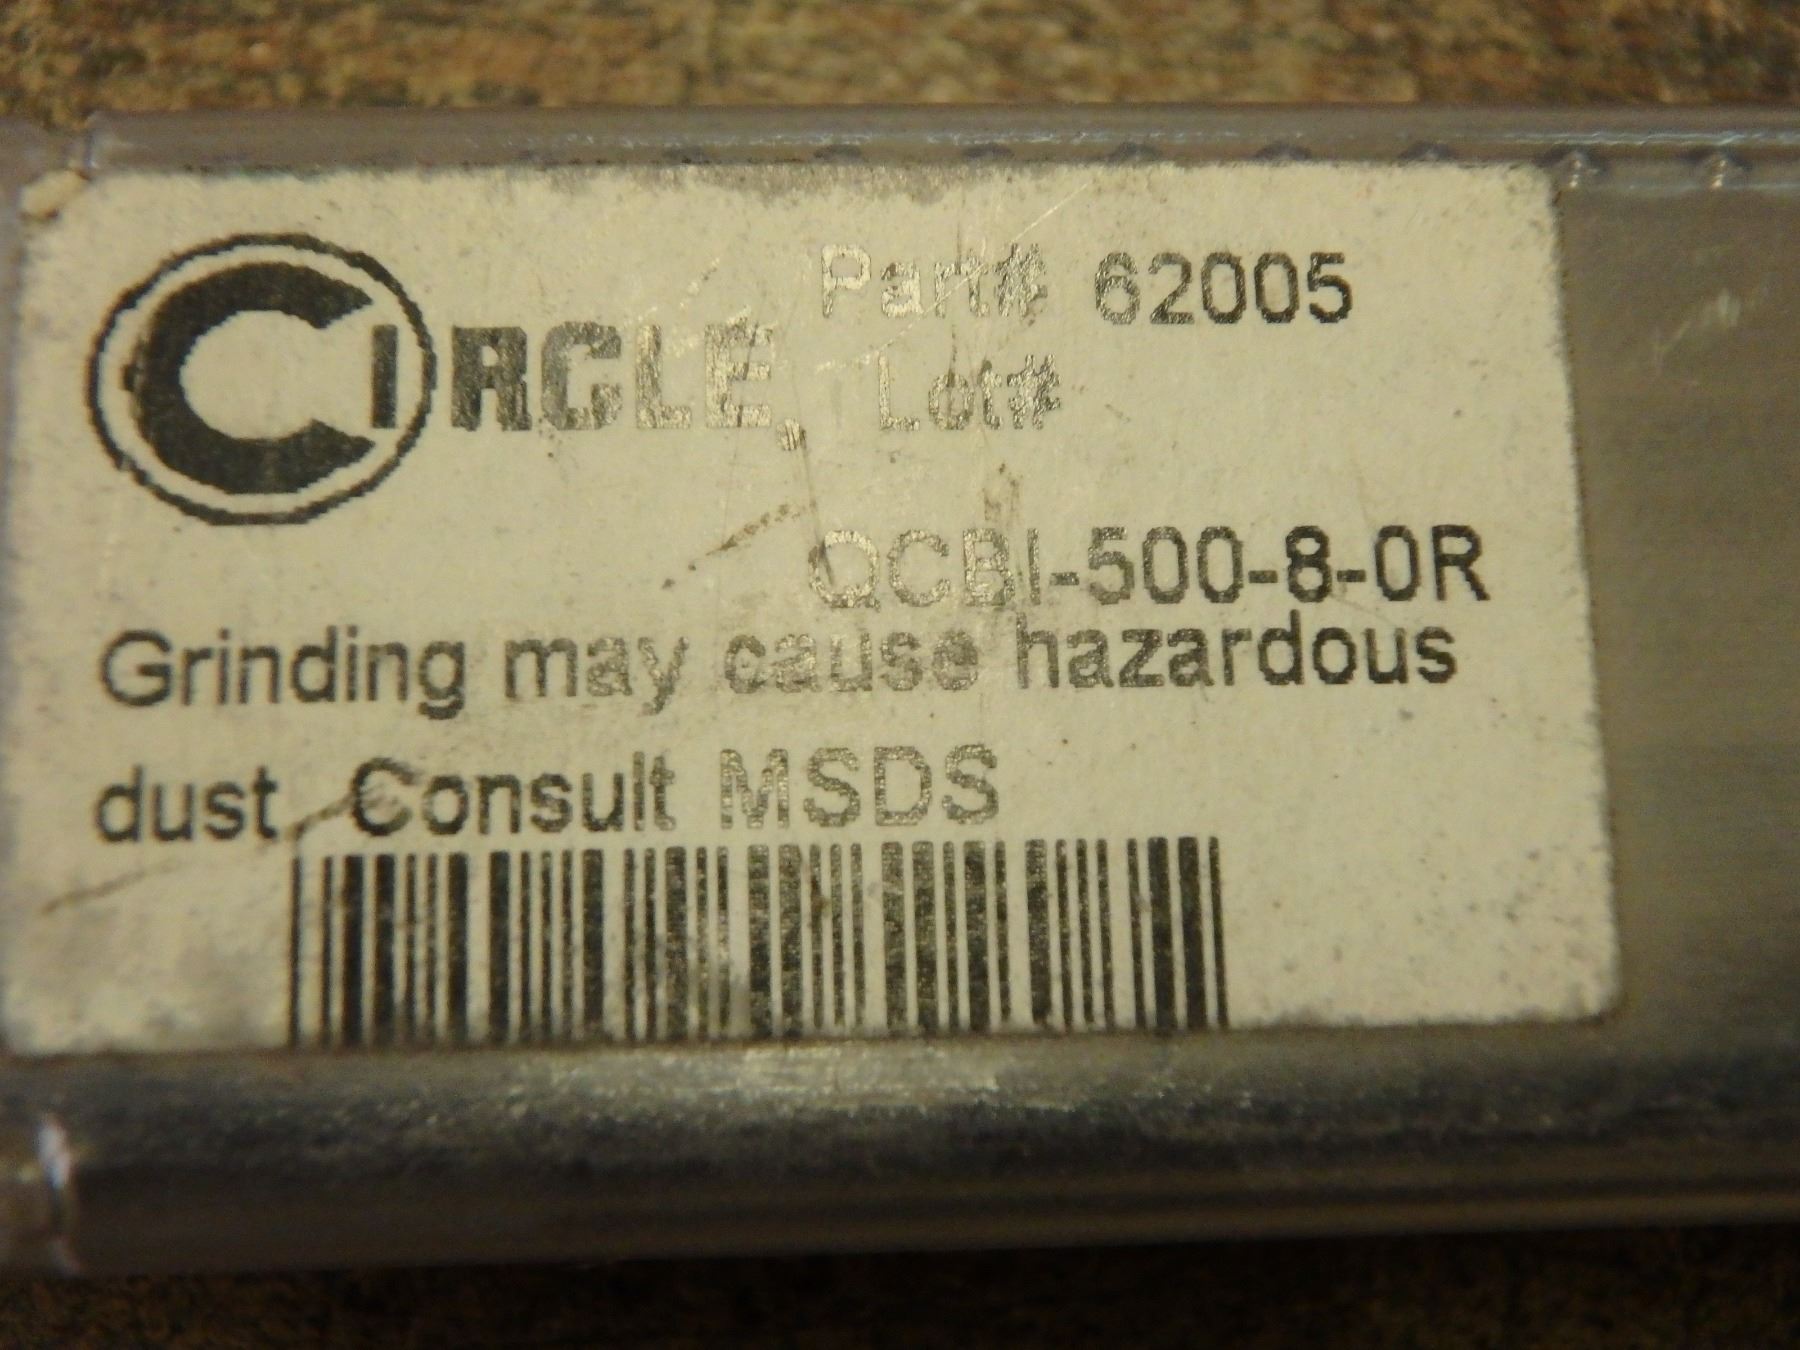 CIRCLE. Part# 62005
Lot#
QCBI-500-8-0R
Grinding may cause hazardous
dust Consult MSDS